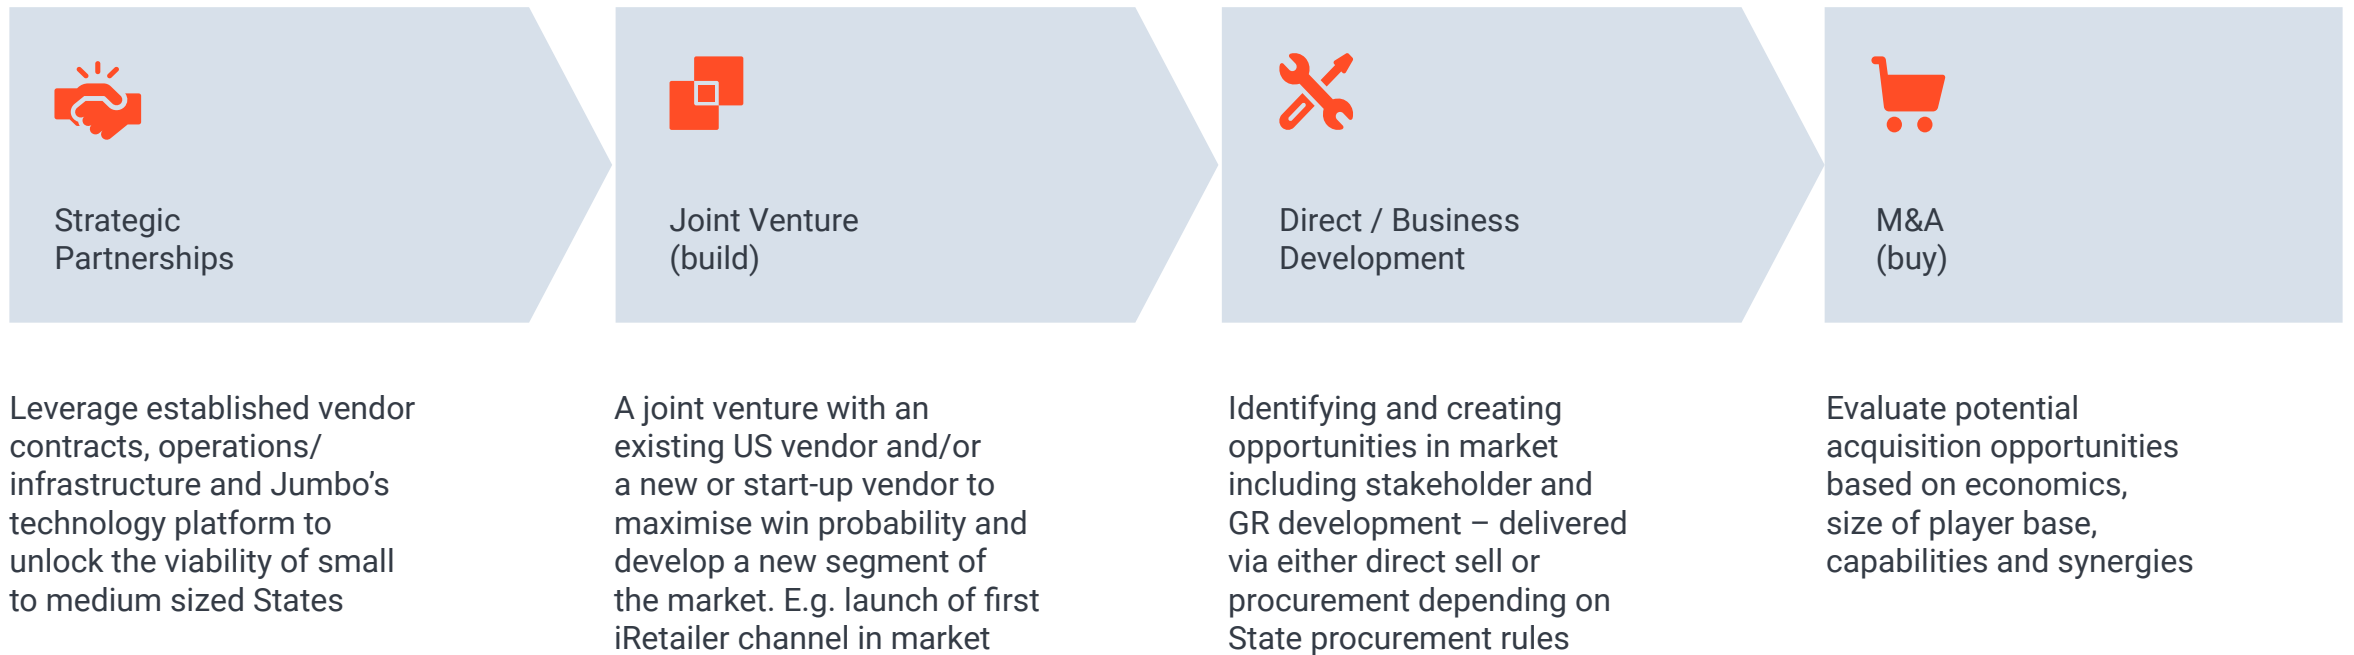 Strategic
Partnerships
Joint Venture
(build)
Direct / Business
Development
M&A
(buy)
Leverage established vendor
contracts, operations/
infrastructure and Jumbo’s
technology platform to
unlock the viability of small
to medium sized States
A joint venture with an
existing US vendor and/or
a new or start-up vendor to
maximise win probability and
develop a new segment of
the market. E.g. launch of first
iRetailer channel in market
Identifying and creating
opportunities in market
including stakeholder and
GR development – delivered
via either direct sell or
procurement depending on
State procurement rules
Evaluate potential
acquisition opportunities
based on economics,
size of player base,
capabilities and synergies